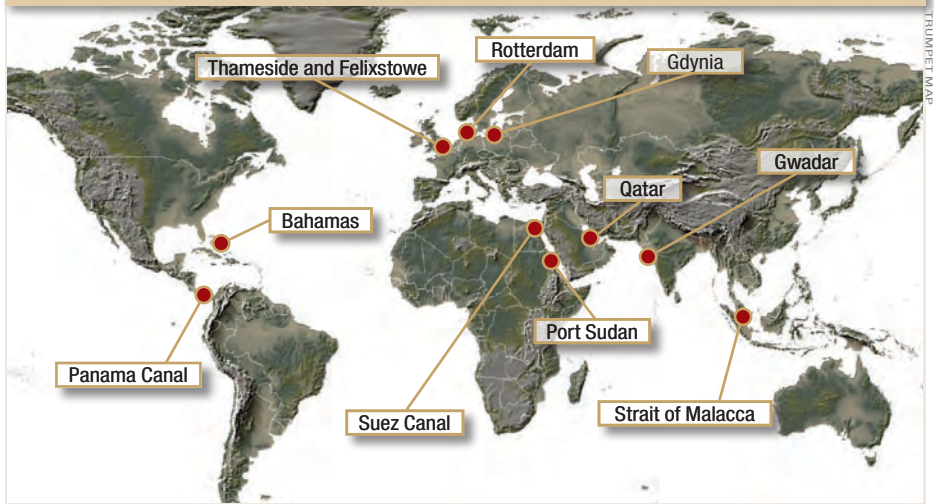 TRUMPET MAP
Rotterdam
Thameside and Felixstowe
Gdynia
Gwadar
Qatar
Bahamas
Port Sudan
Panama Canal
Suez Canal
Strait of Malacca